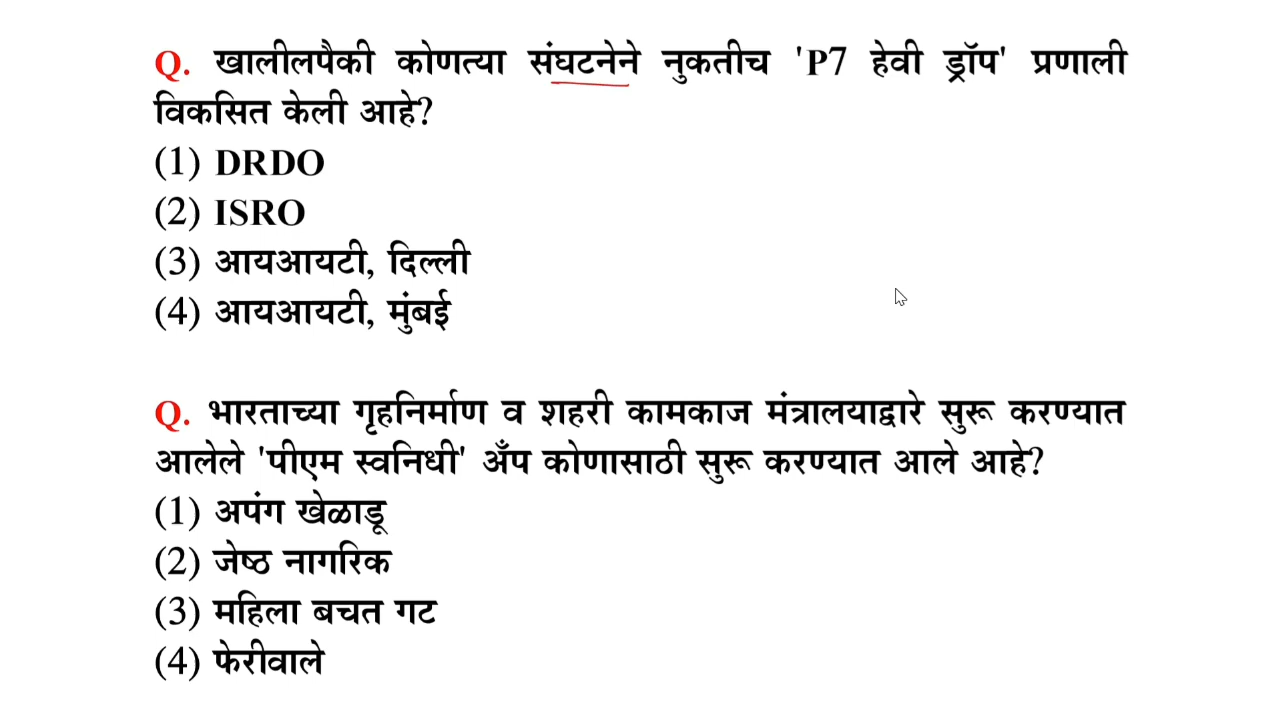 Q. खालीलपैकी कोणत्या संघटनेने नुकतीच 'P7 हेवी ड्रॉप' प्रणाली
विकसित केली आहे?
(1) DRDO
(2) ISRO
(3) आयआयटी, दिल्ली
(4) आयआयटी, मुंबई
Q. भारताच्या गृहनिर्माण व शहरी कामकाज मंत्रालयाद्वारे सुरू करण्यात
आलेले 'पीएम स्वनिधी' अँप कोणासाठी सुरू करण्यात आले आहे?
(1) अपंग खेळाडू
(2) जेष्ठ नागरिक
(3) महिला बचत गट
(4) फेरीवाले